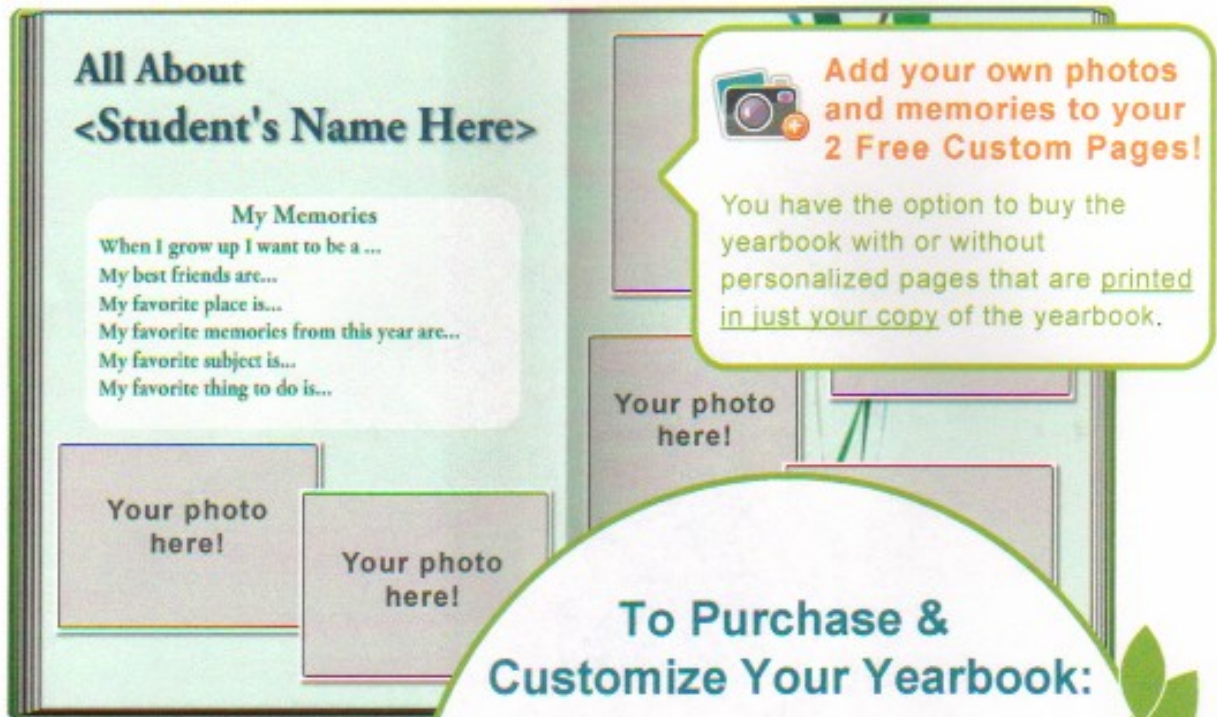 All About
<Student's Name Here>
My Memories
When I grow up I want to be a ...
My best friends are...
My favorite place is...
My favorite memories from this year are...
My favorite subject is...
My favorite thing to do is...
Your photo
here!
Your photo
here!
Your photo
here!
Add your own photos
and memories to your
2 Free Custom Pages!
You have the option to buy the
yearbook with or without
personalized pages that are printed
in just your copy of the yearbook.
To Purchase &
Customize Your Yearbook: